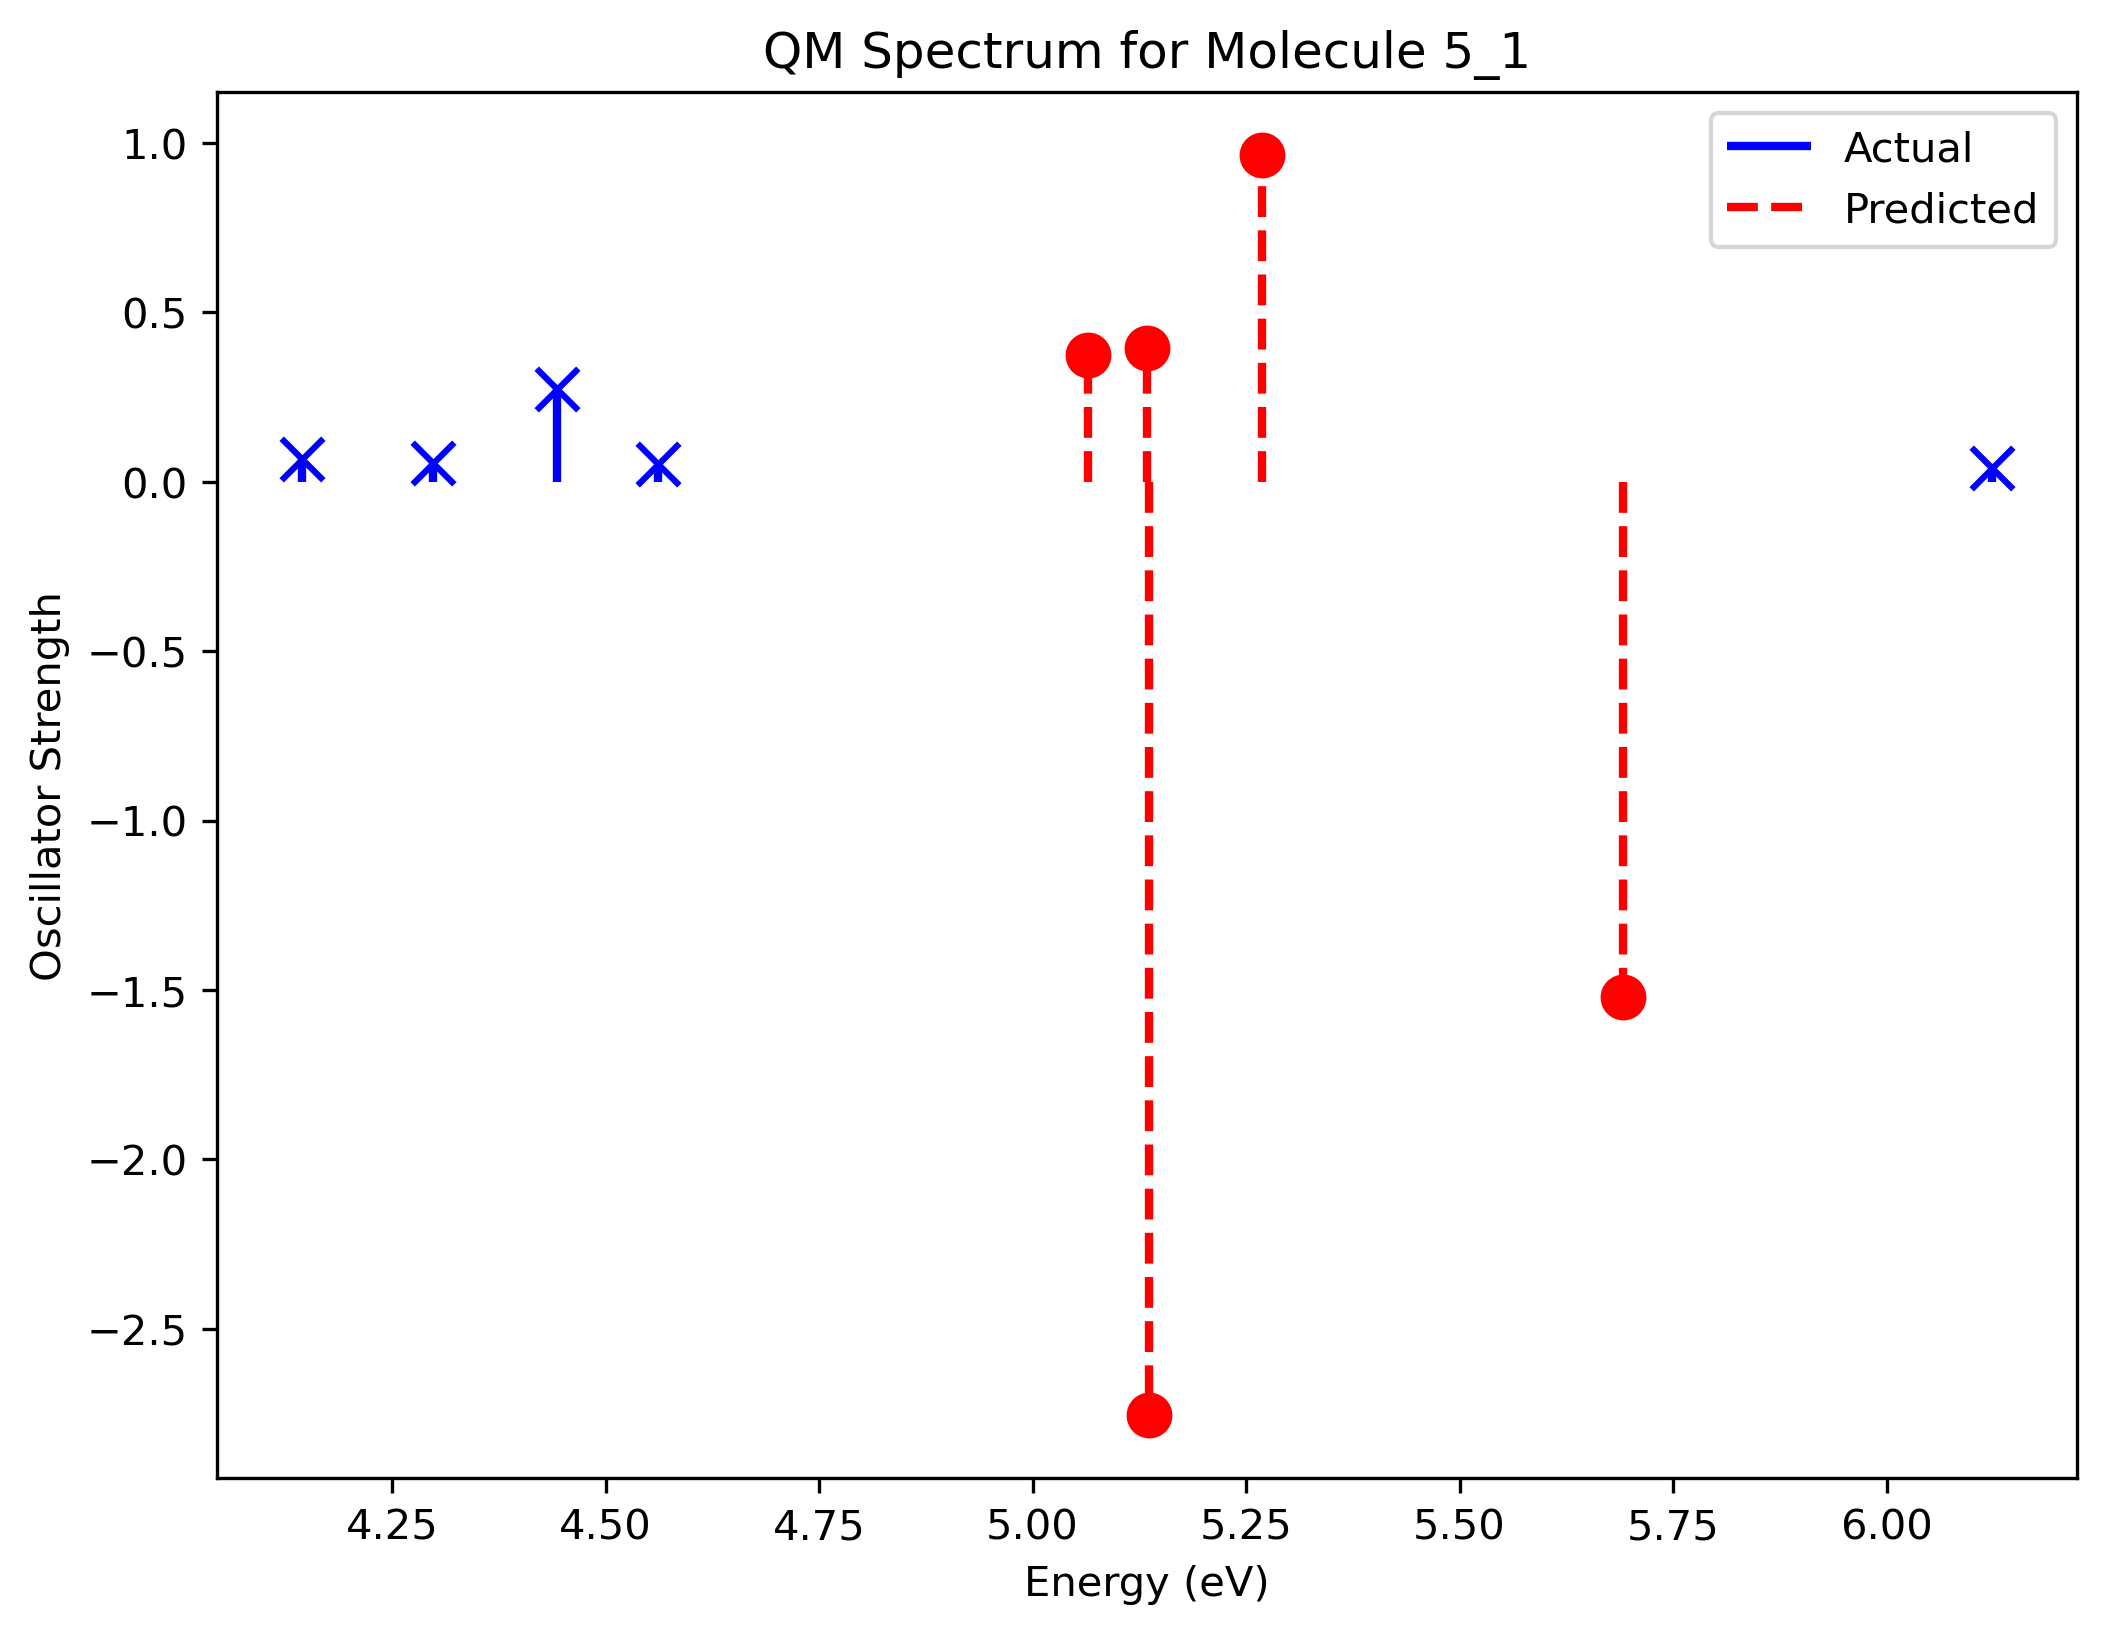 QM Spectrum for Molecule 5_1
Actual
Predicted
1.0
0.5
0.0
−0.5
−1.0
−1.5
−2.0
−2.5
Oscillator Strength
4.25 4.50 4.75 5.00 5.25 5.50 5.75 6.00
Energy (eV)